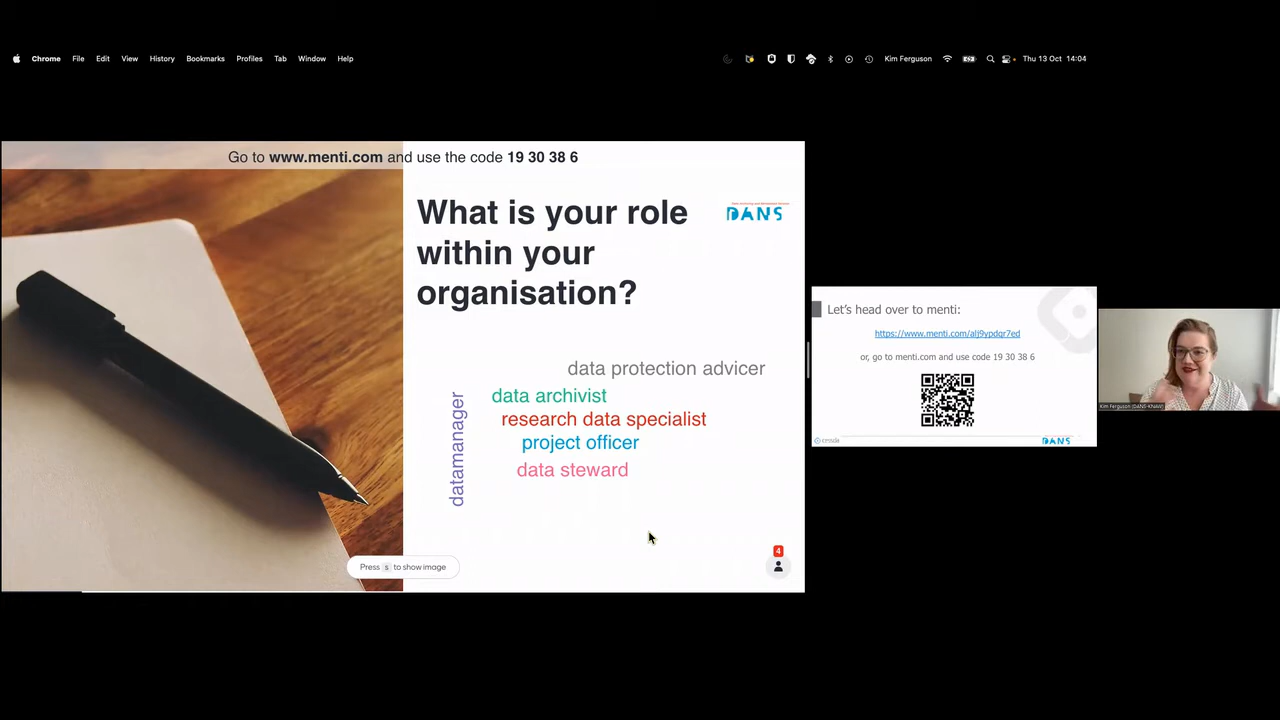 Chrome File Edit View History Bookmarks Profiles Tab Window Help
Kim Ferguson Thu 13 Oct 14:04
Go to www.menti.com and use the code 19 30 38 6
What is your role
within your
organisation?
DANS
data protection advicer
data archivist
research data specialist
project officer
data steward
datamanager
4
Press s to show image
Let's head over to menti:
https://www.menti.com/alj9ypdqr7ed
or, go to menti.com and use code 19 30 38 6
DANS
Kim Ferguson (DANS-KNAW)